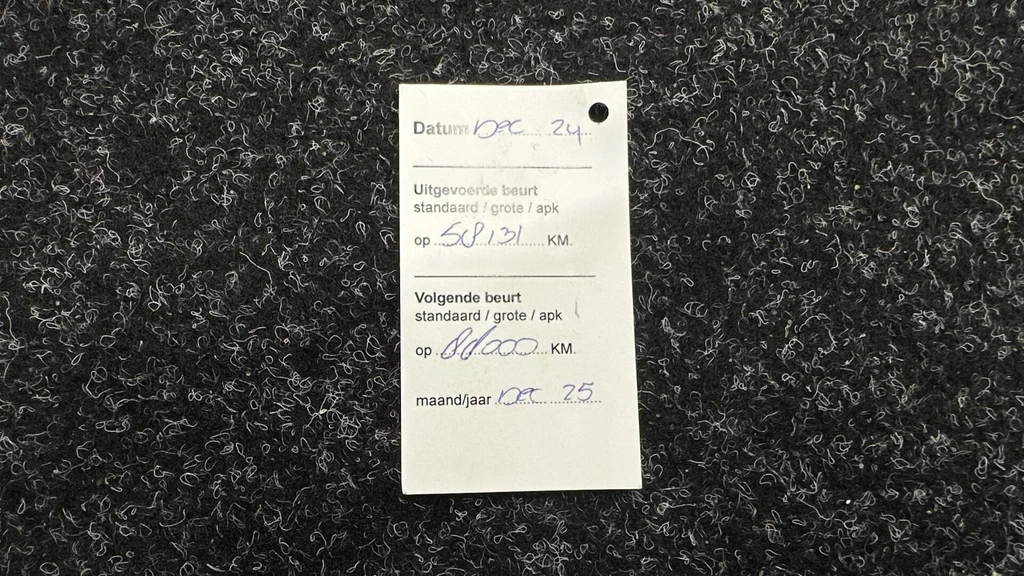 Datum Dec 24
Uitgevoerde beurt
standaard / grote / apk
op 58131 KM.
Volgende beurt
standaard / grote / apk
op 88000 KM.
maand/jaar Dec 25